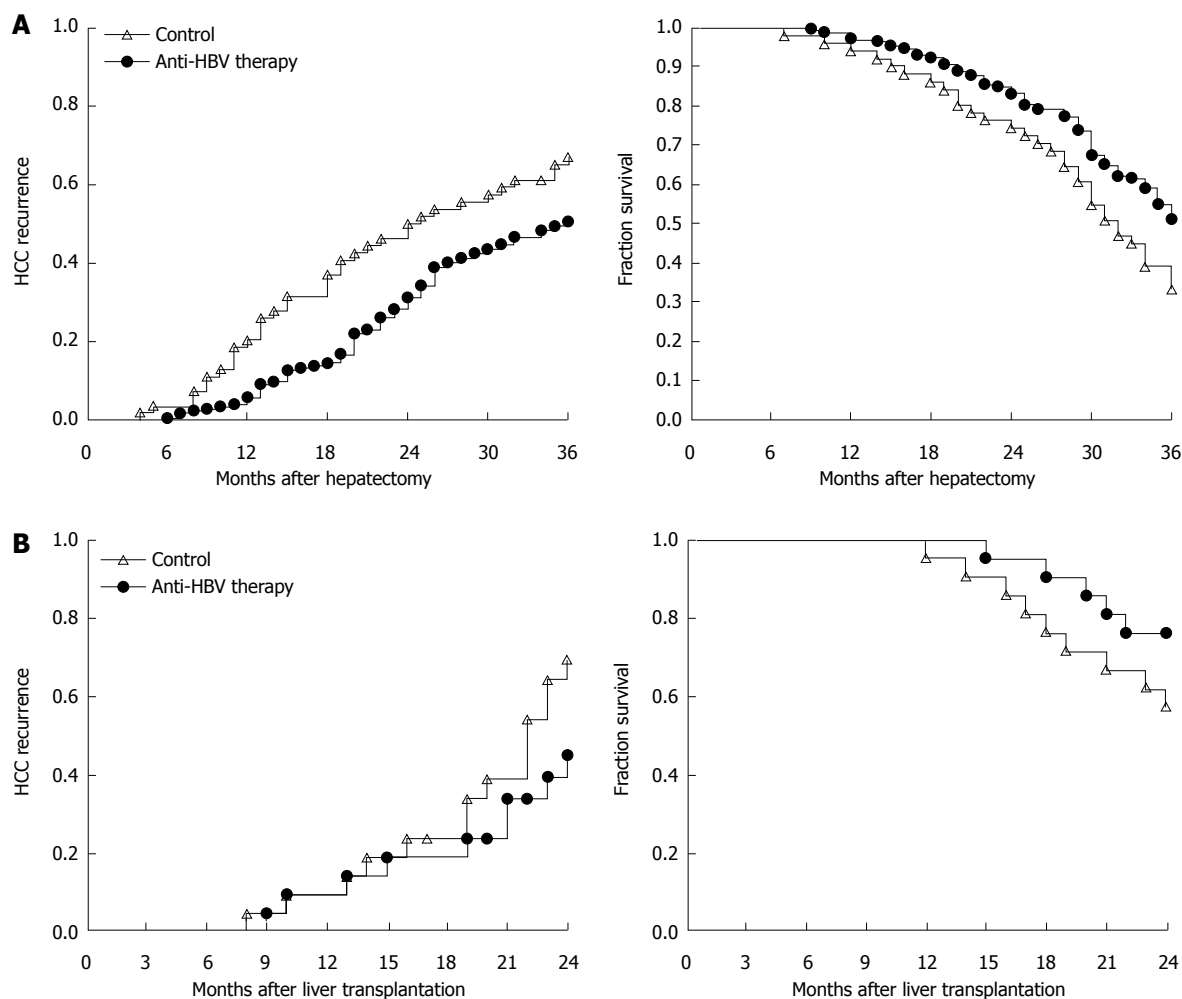 A
Control
Anti-HBV therapy
HCC recurrence
1.0
0.8
0.6
0.4
0.2
0.0
0 6 12 18 24 30 36
Months after hepatectomy
Fraction survival
1.0
0.9
0.8
0.7
0.6
0.5
0.4
0.3
0.2
0.1
0.0
0 6 12 18 24 30 36
Months after hepatectomy
B
Control
Anti-HBV therapy
HCC recurrence
1.0
0.8
0.6
0.4
0.2
0.0
0 3 6 9 12 15 18 21 24
Months after liver transplantation
Fraction survival
1.0
0.8
0.6
0.4
0.2
0.0
0 3 6 9 12 15 18 21 24
Months after liver transplantation